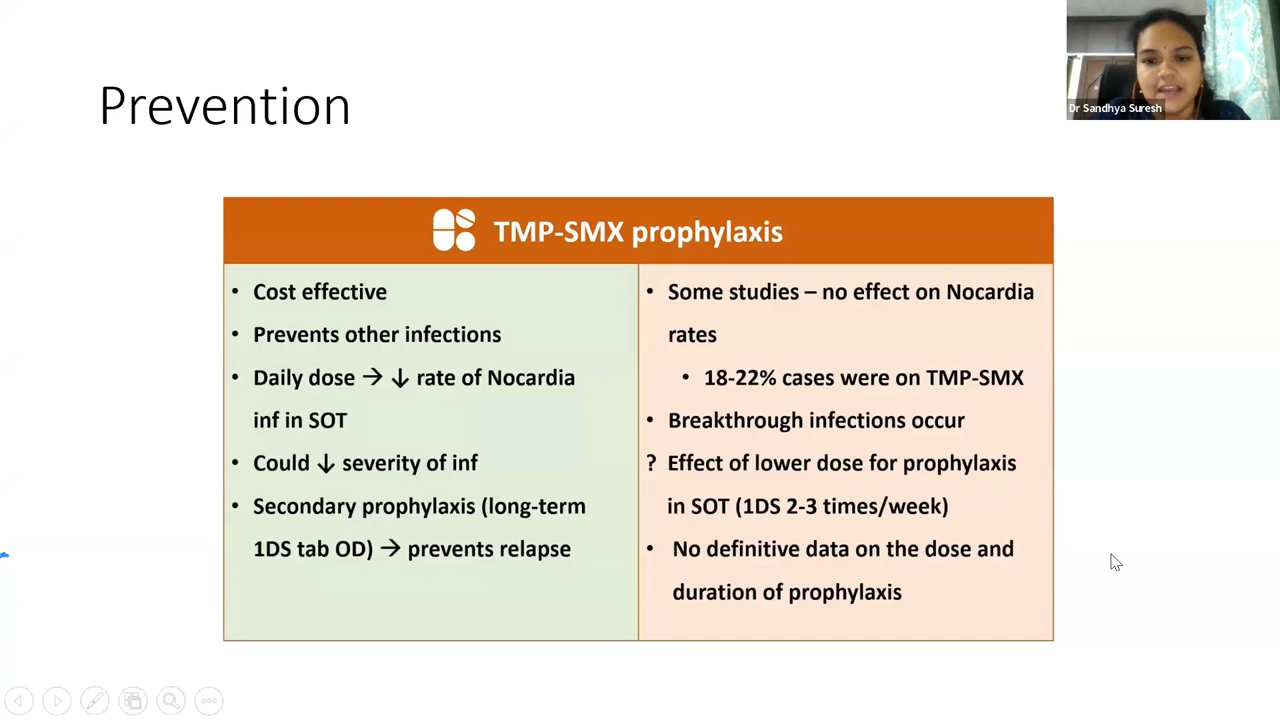 Prevention
Dr Sandhya Suresh
TMP-SMX prophylaxis
• Cost effective
• Prevents other infections
• Daily dose → ↓ rate of Nocardia
inf in SOT
• Could ↓ severity of inf
• Secondary prophylaxis (long-term
1DS tab OD) → prevents relapse
• Some studies – no effect on Nocardia
rates
• 18-22% cases were on TMP-SMX
• Breakthrough infections occur
? Effect of lower dose for prophylaxis
in SOT (1DS 2-3 times/week)
• No definitive data on the dose and
duration of prophylaxis